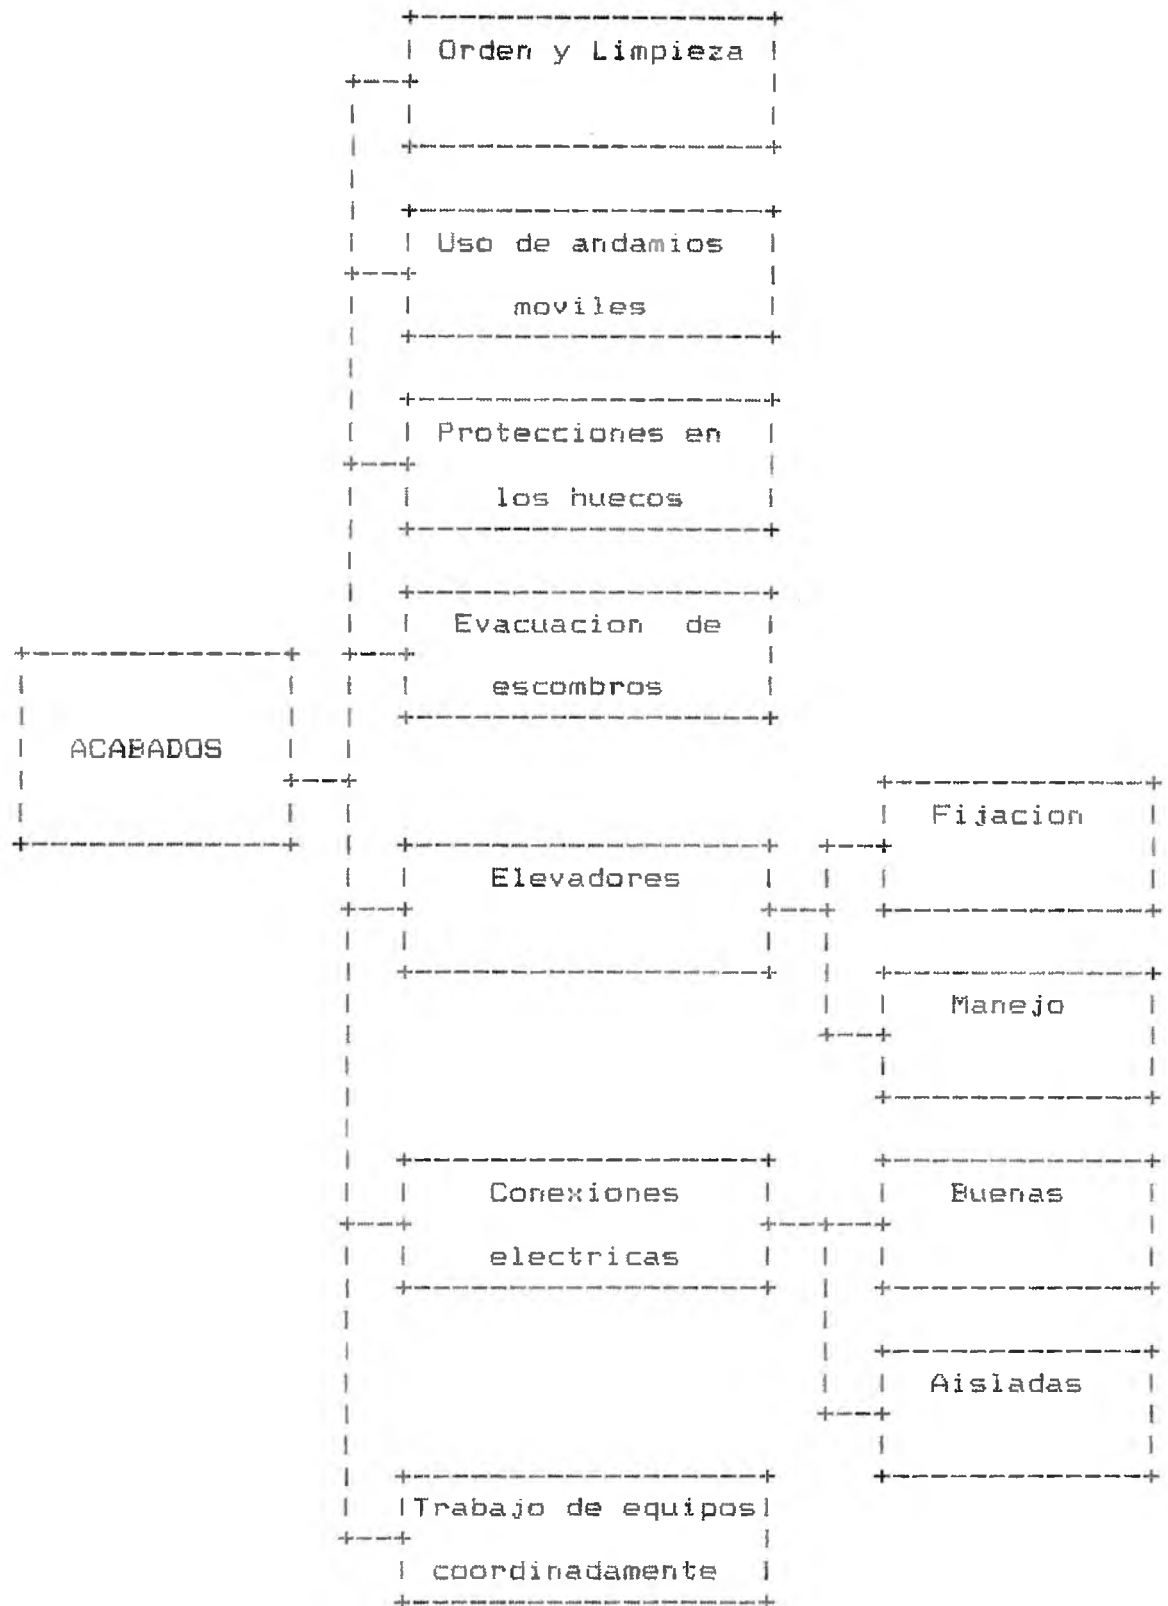 Orden y Limpieza
Uso de andamios
moviles
Protecciones en
los huecos
Evacuacion de
escombros
ACABADOS
Elevadores
Fijacion
Manejo
Conexiones
electricas
Buenas
Aisladas
Trabajo de equipos
coordinadamente